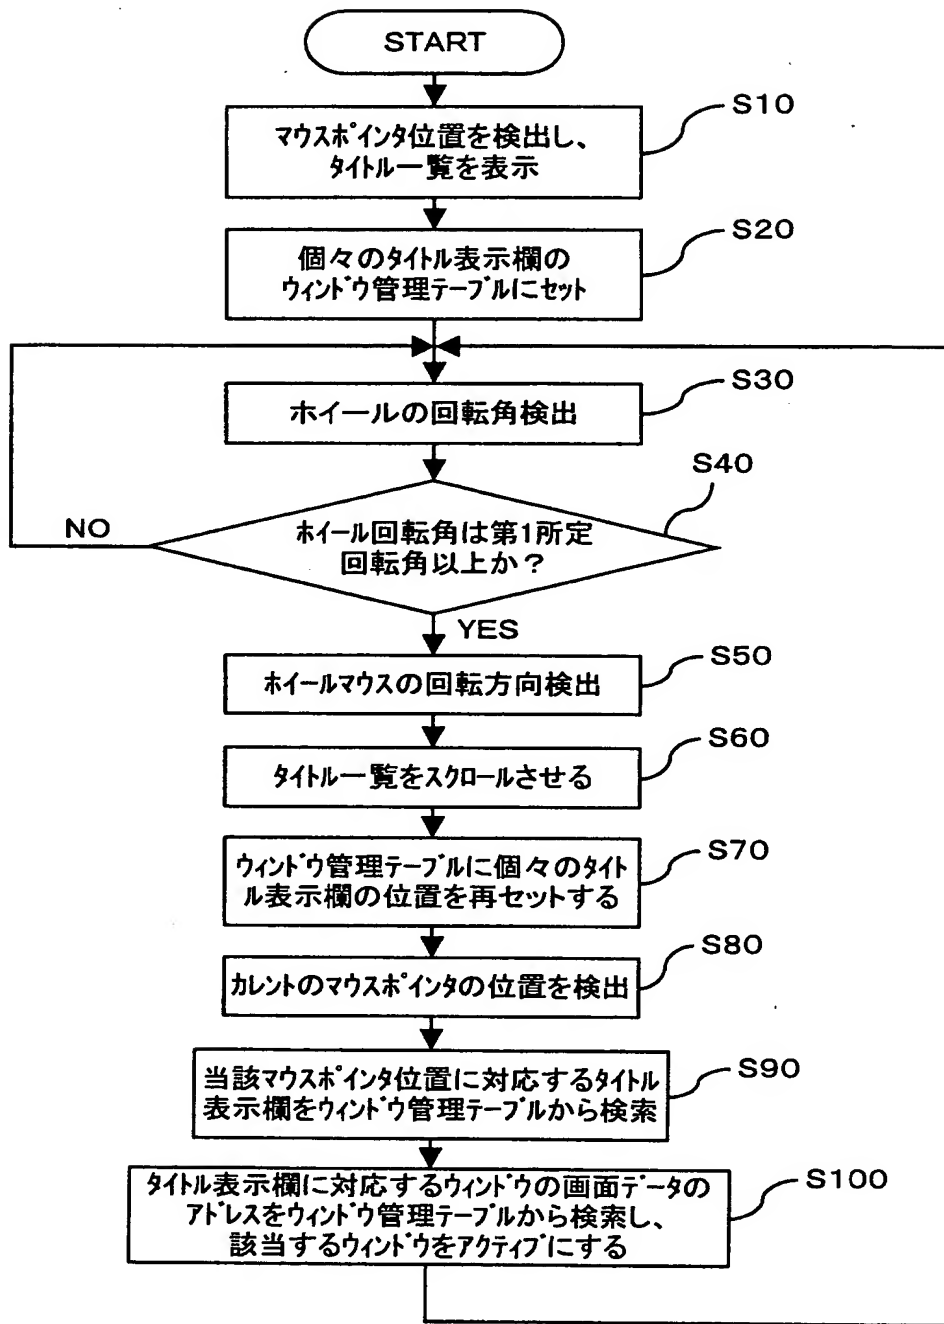 START
S10
マウスポインタ位置を検出し、
タイトル一覧を表示
S20
個々のタイトル表示欄の
ウィンドウ管理テーブルにセット
S30
ホイールの回転角検出
S40
NO
ホイール回転角は第1所定
回転角以上か？
YES
S50
ホイールマウスの回転方向検出
S60
タイトル一覧をスクロールさせる
S70
ウィンドウ管理テーブルに個々のタイト
ル表示欄の位置を再セットする
S80
カレントのマウスポインタの位置を検出
S90
当該マウスポインタ位置に対応するタイトル
表示欄をウィンドウ管理テーブルから検索
S100
タイトル表示欄に対応するウィンドウの画面データの
アドレスをウィンドウ管理テーブルから検索し、
該当するウィンドウをアクティブにする